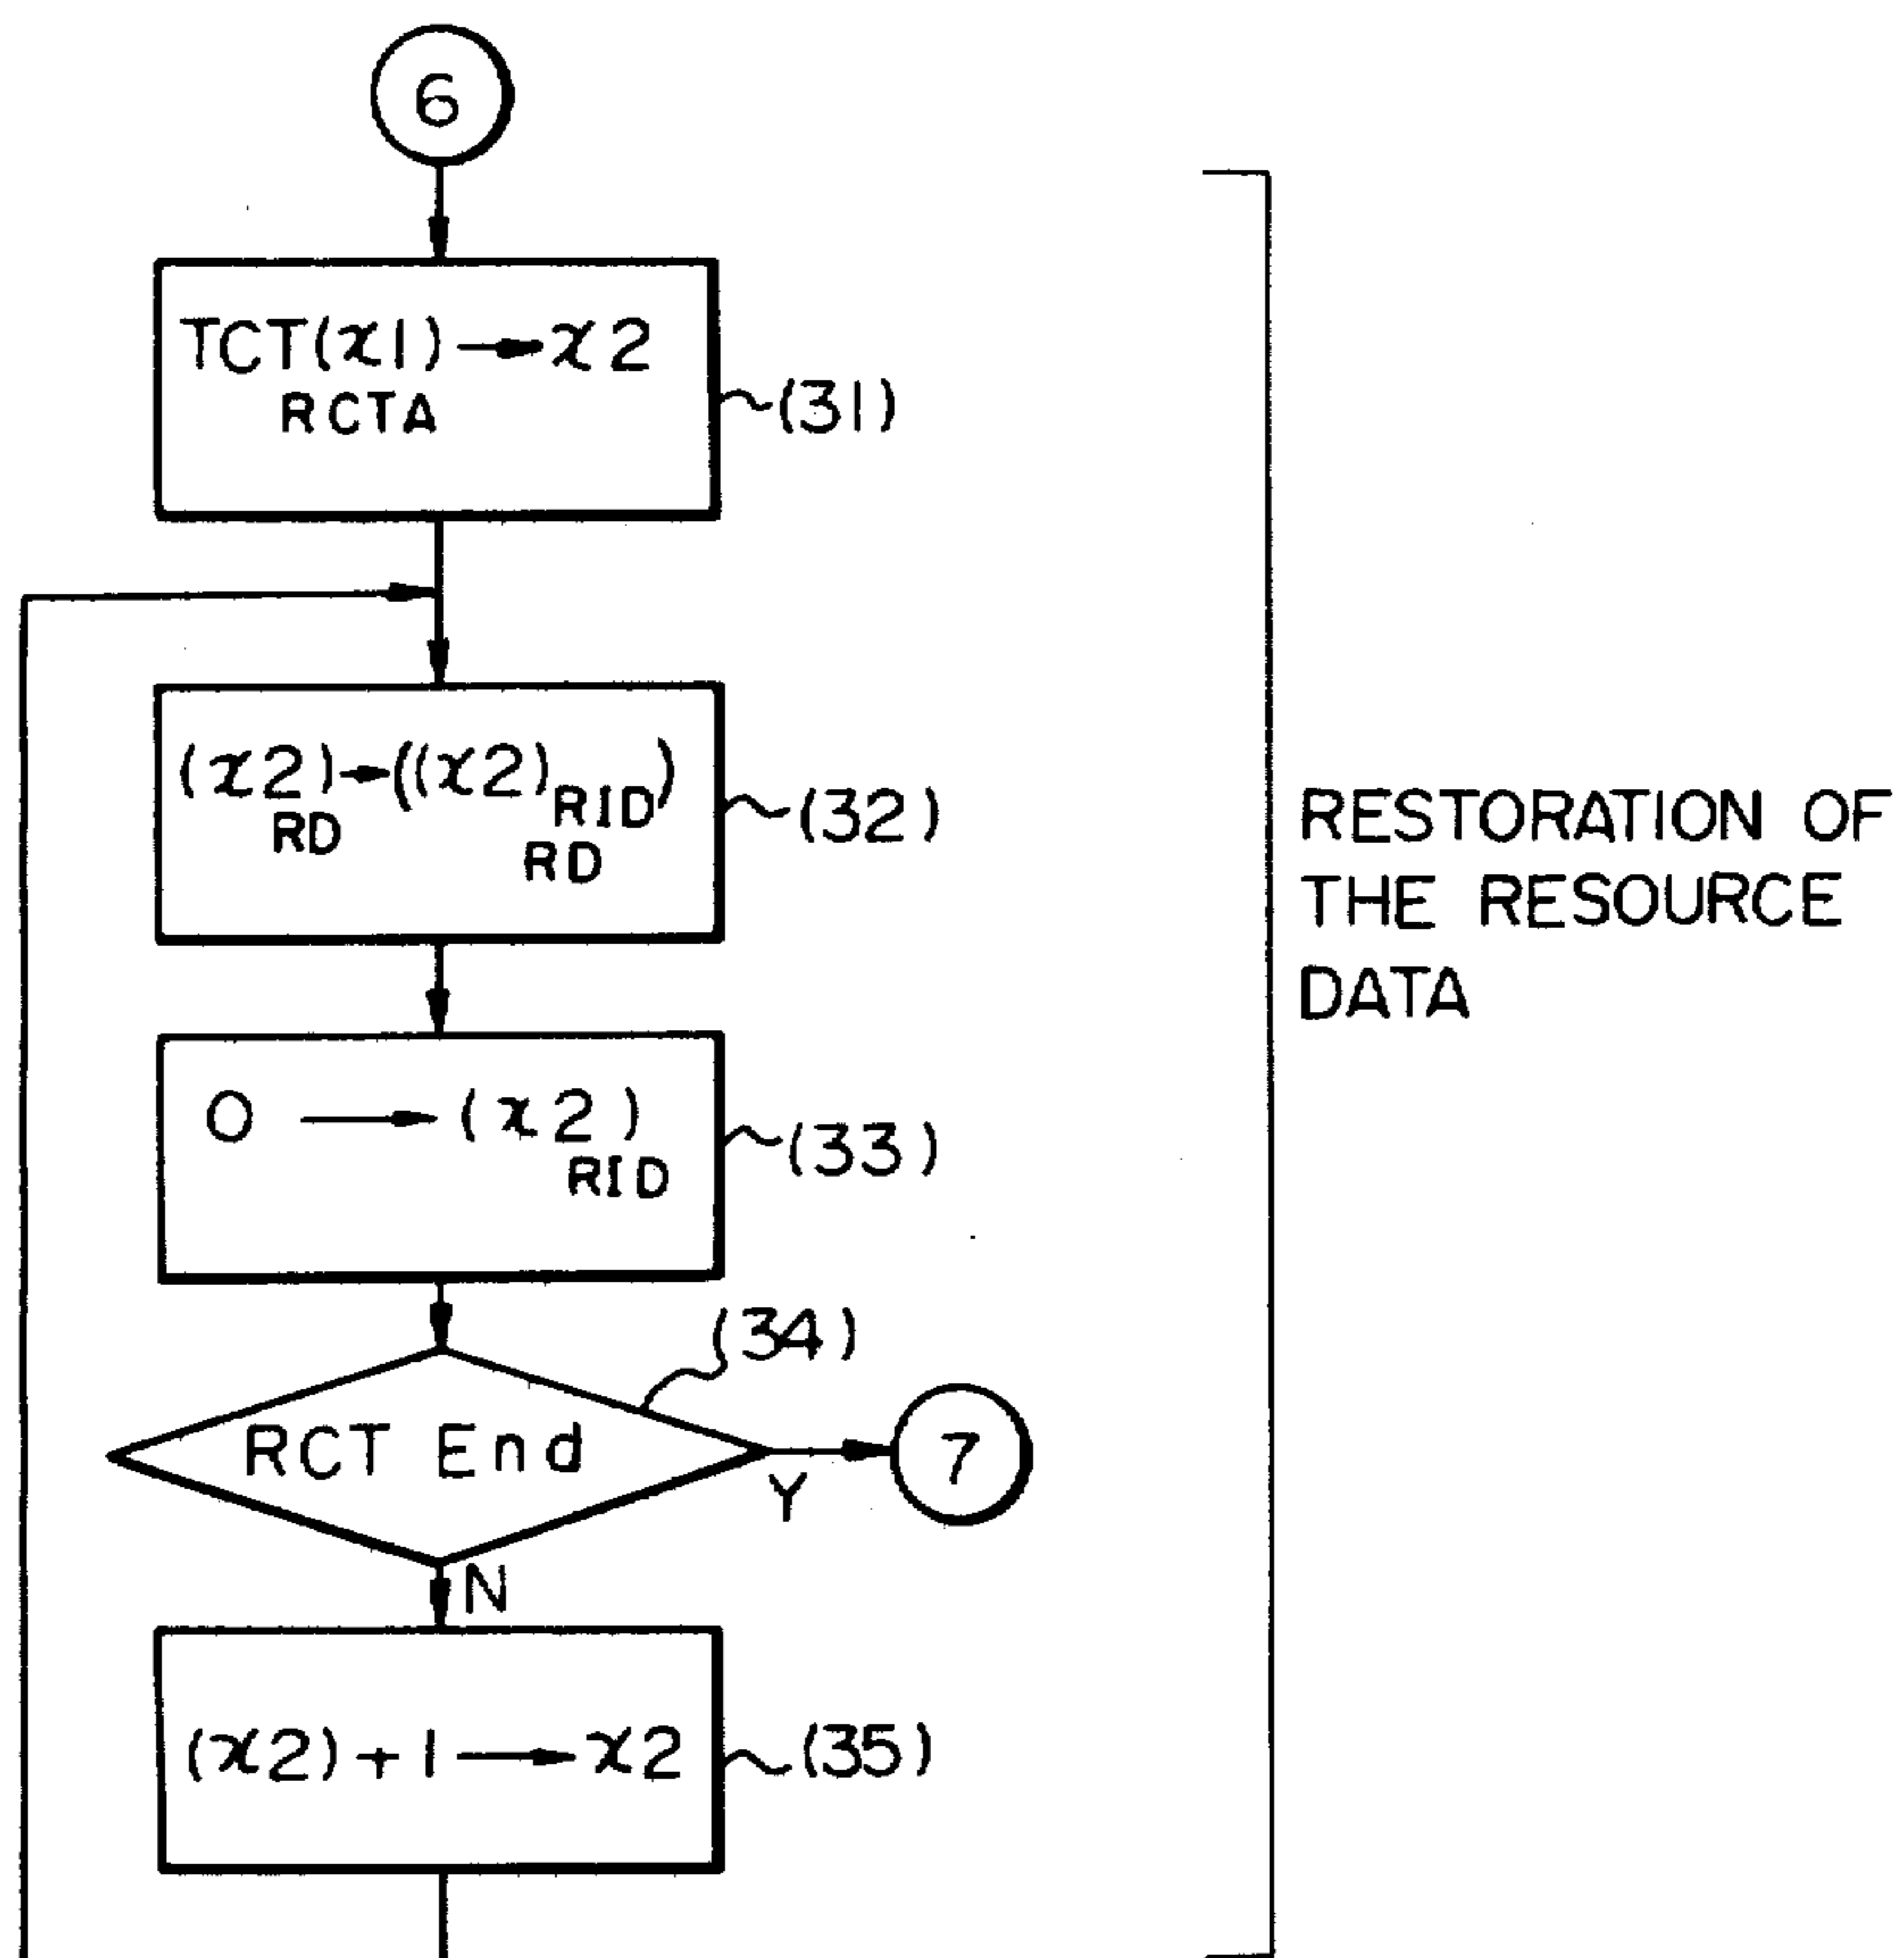 6
TCT(x1)→x2
RCTA
(31)
(x2)→((x2)RID)
RD
RD
(32)
RESTORATION OF
THE RESOURCE
DATA
0 → (x2)
RID
(33)
(34)
RCT End
Y
7
N
(x2)+1→x2
(35)